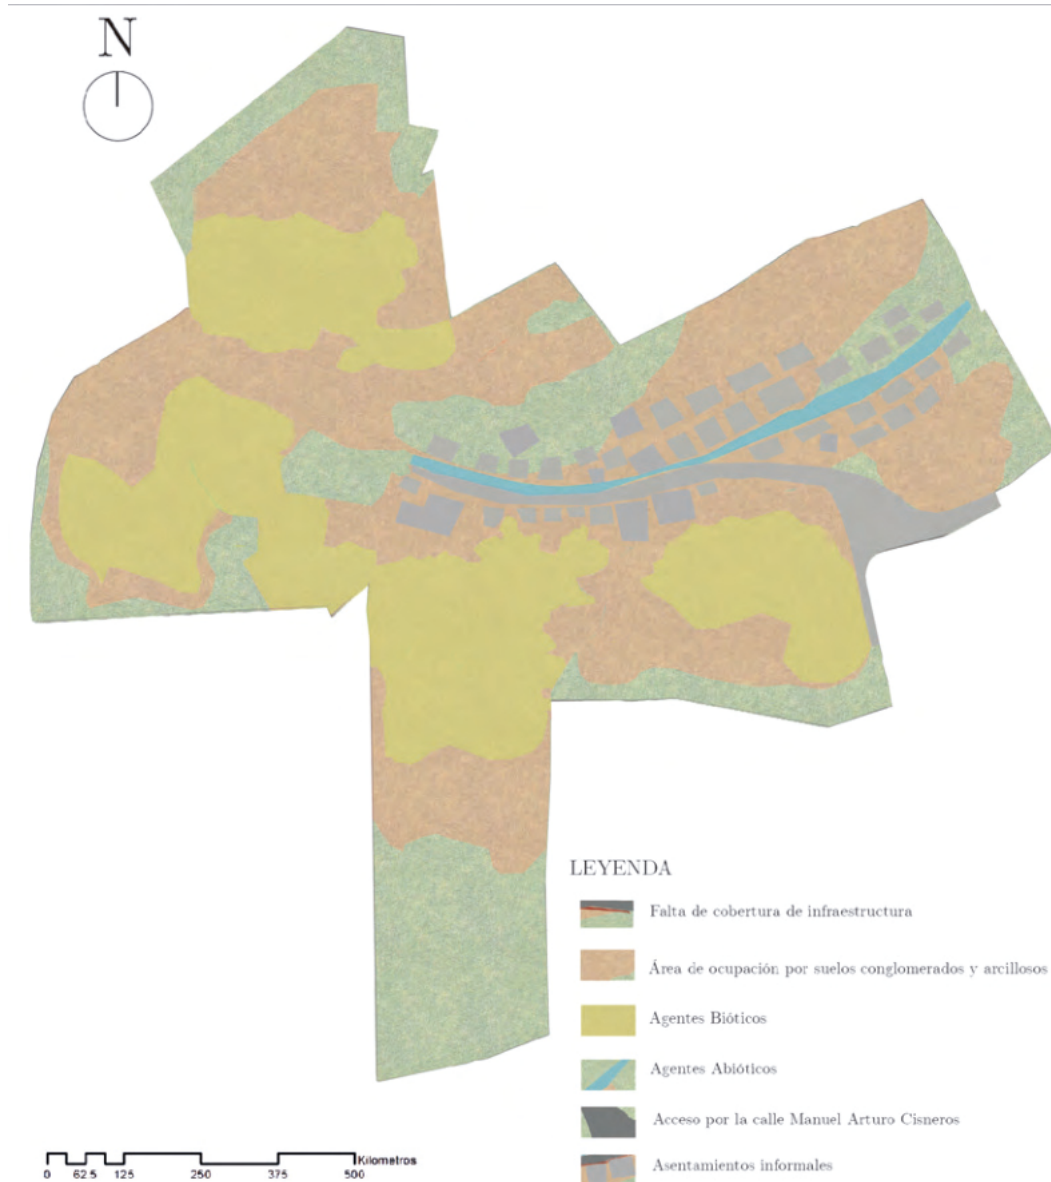 N
LEYENDA
Falta de cobertura de infraestructura
Área de ocupación por suelos conglomerados y arcillosos
Agentes Bióticos
Agentes Abióticos
Acceso por la calle Manuel Arturo Cisneros
Asentamientos informales
Kilometros
0 62.5 125 250 375 500